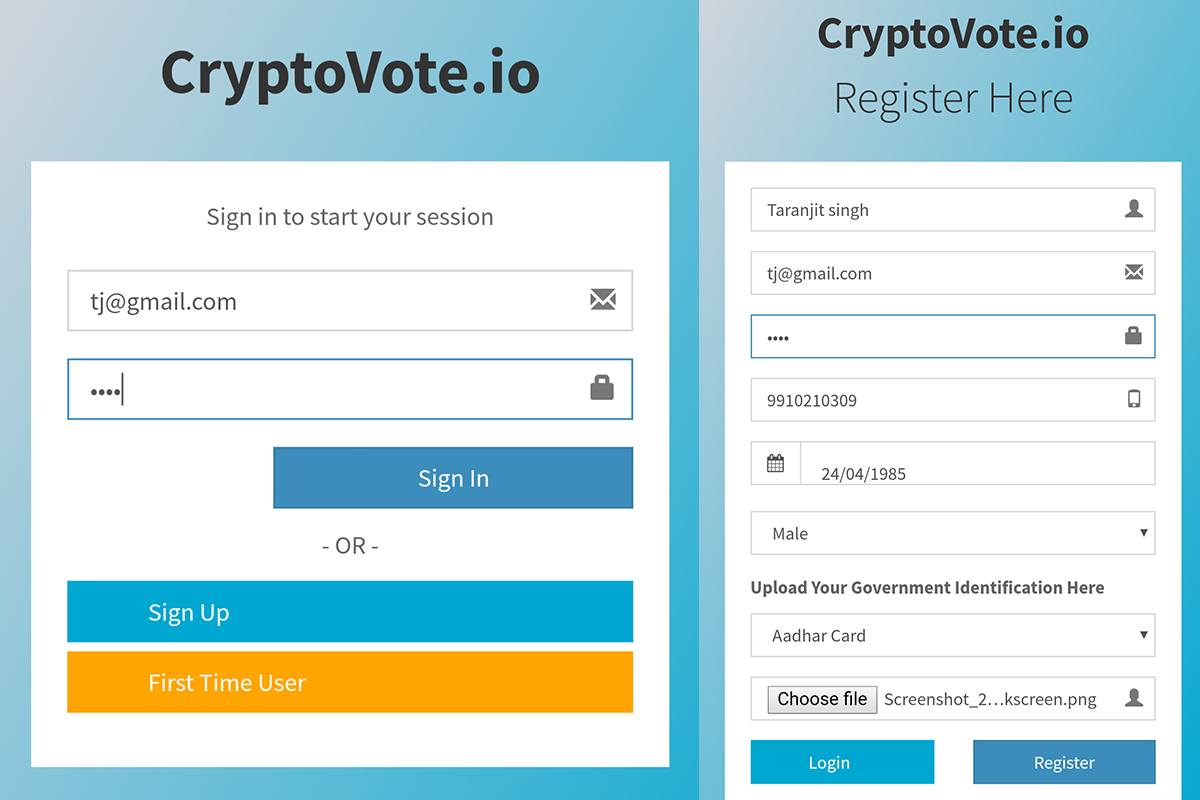 CryptoVote.io
Sign in to start your session
tj@gmail.com
••••
Sign In
- OR -
Sign Up
First Time User
CryptoVote.io
Register Here
Taranjit singh
tj@gmail.com
••••
9910210309
24/04/1985
Male
Upload Your Government Identification Here
Aadhar Card
Choose file Screenshot_2…kscreen.png
Login Register